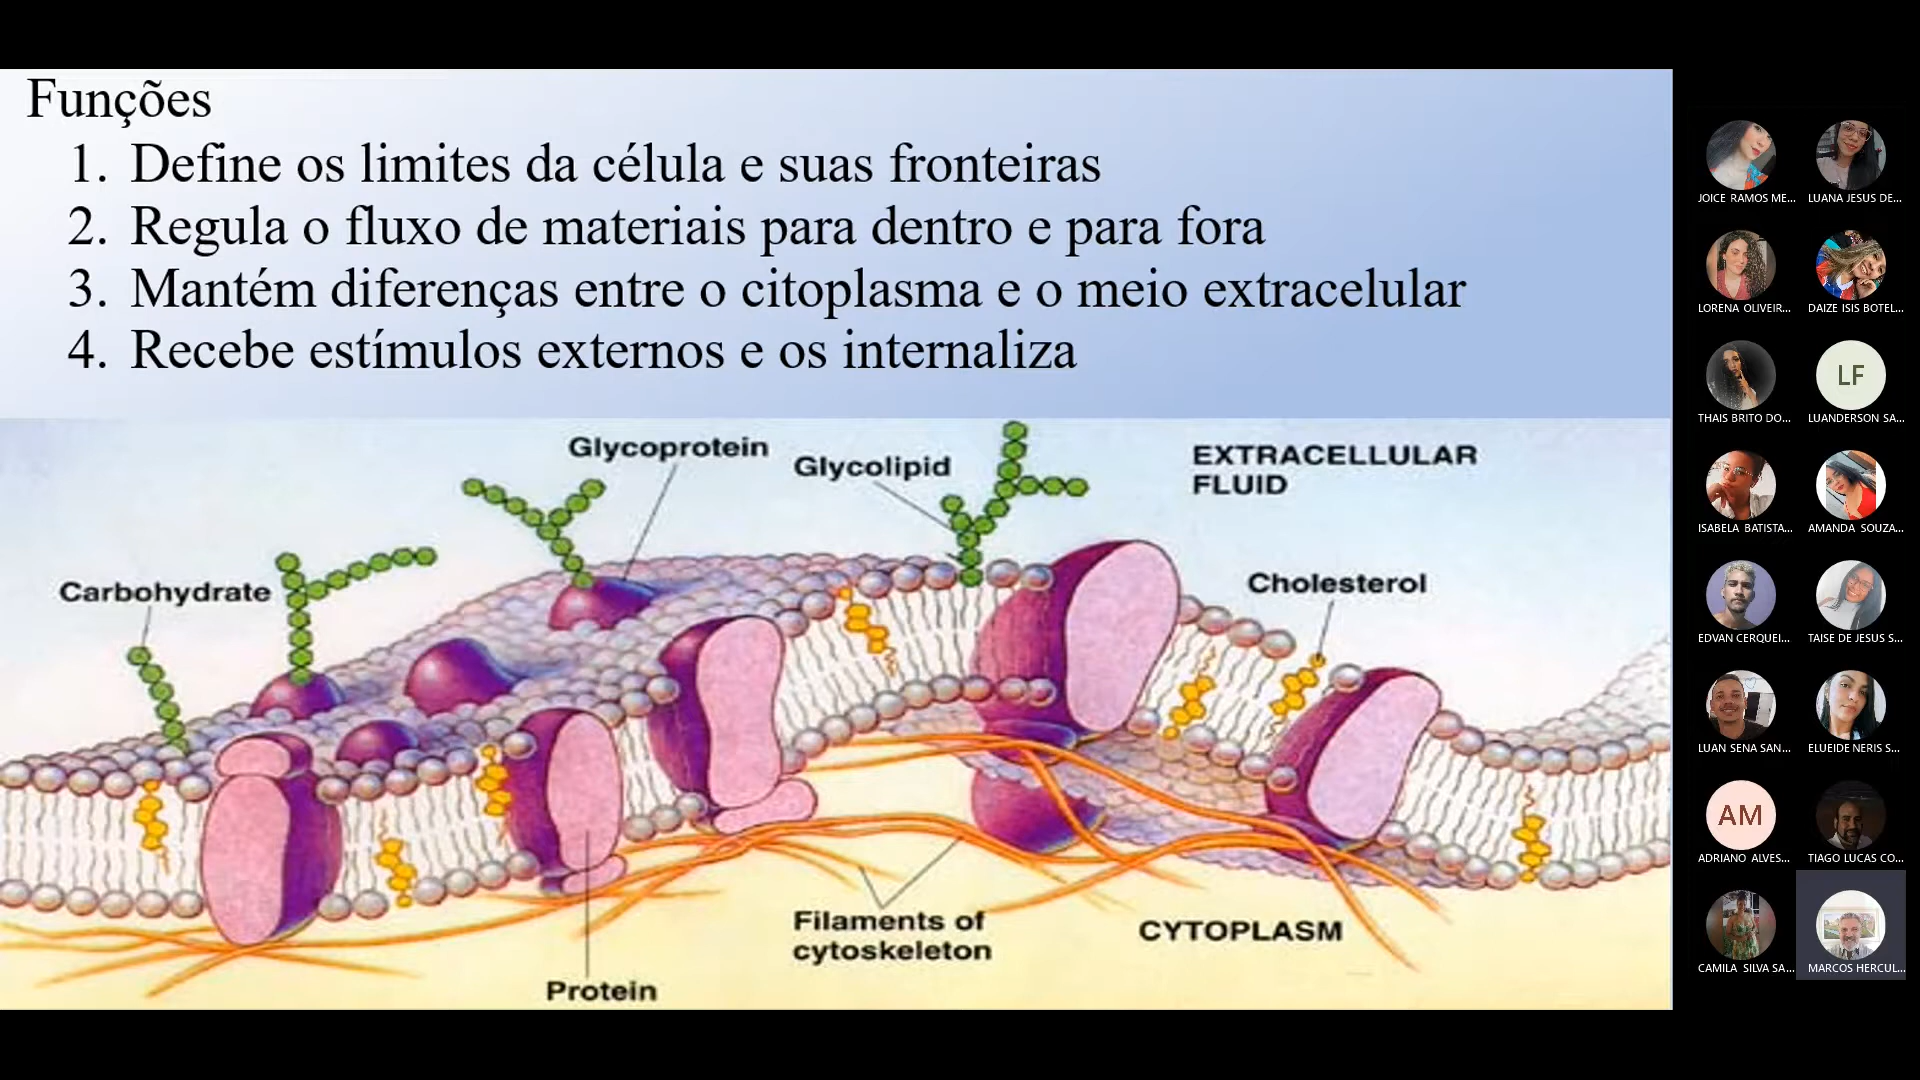 Funções
1. Define os limites da célula e suas fronteiras
2. Regula o fluxo de materiais para dentro e para fora
3. Mantém diferenças entre o citoplasma e o meio extracelular
4. Recebe estímulos externos e os internaliza
Glycoprotein
Glycolipid
EXTRACELLULAR
FLUID
Carbohydrate
Cholesterol
Filaments of
cytoskeleton
CYTOPLASM
Protein
JOICE RAMOS ME...
LUANA JESUS DE...
LORENA OLIVEIR...
DAIZE ISIS BOTEL...
THAIS BRITO DO...
LF
LUANDERSON SA...
ISABELA BATISTA...
AMANDA SOUZA...
EDVAN CERQUEI...
TAISE DE JESUS S...
LUAN SENA SAN...
ELUEIDE NERIS S...
AM
ADRIANO ALVES...
TIAGO LUCAS CO...
CAMILA SILVA SA...
MARCOS HERCUL...